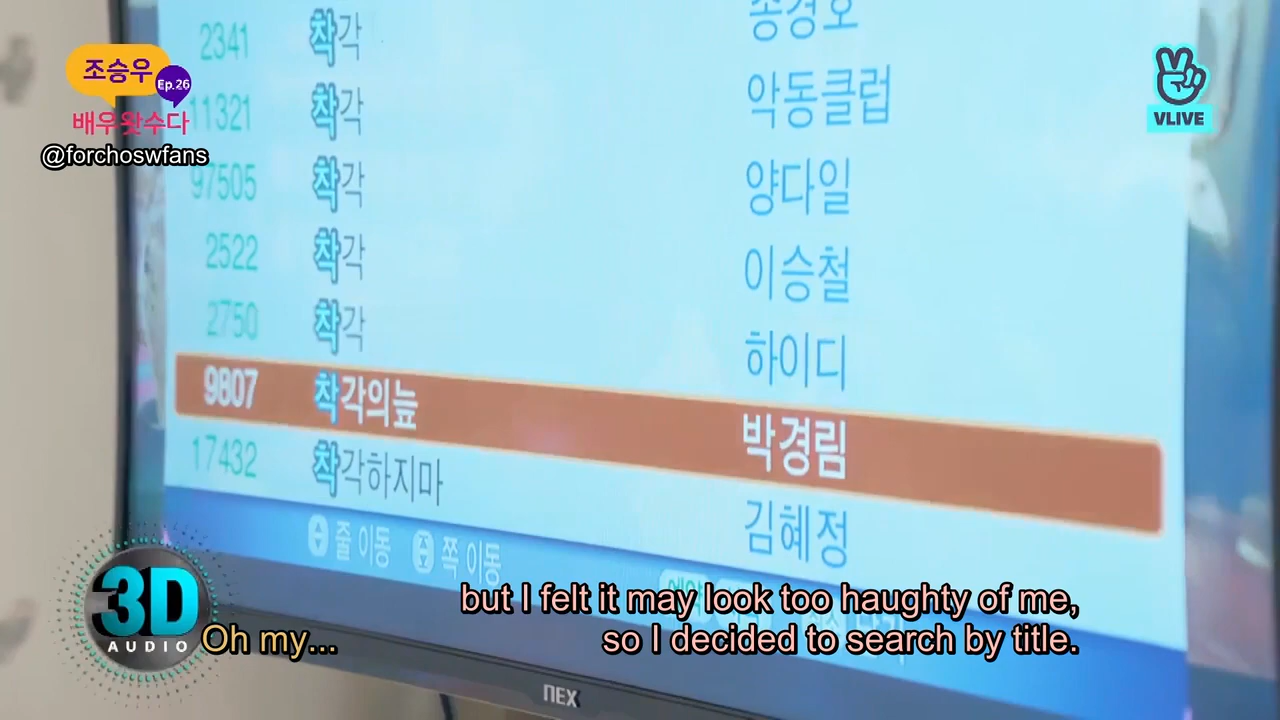 조승우
Ep.26
배우왓수다
@forchoswfans
VLIVE
2341 착각 송경호
11321 착각 악동클럽
97505 착각 양다일
2522 착각 이승철
2750 착각 하이디
9807 착각의늪 박경림
17432 착각하지마 김혜정
줄 이동 쪽 이동
but I felt it may look too haughty of me,
so I decided to search by title.
Oh my...
3D
AUDIO
nex